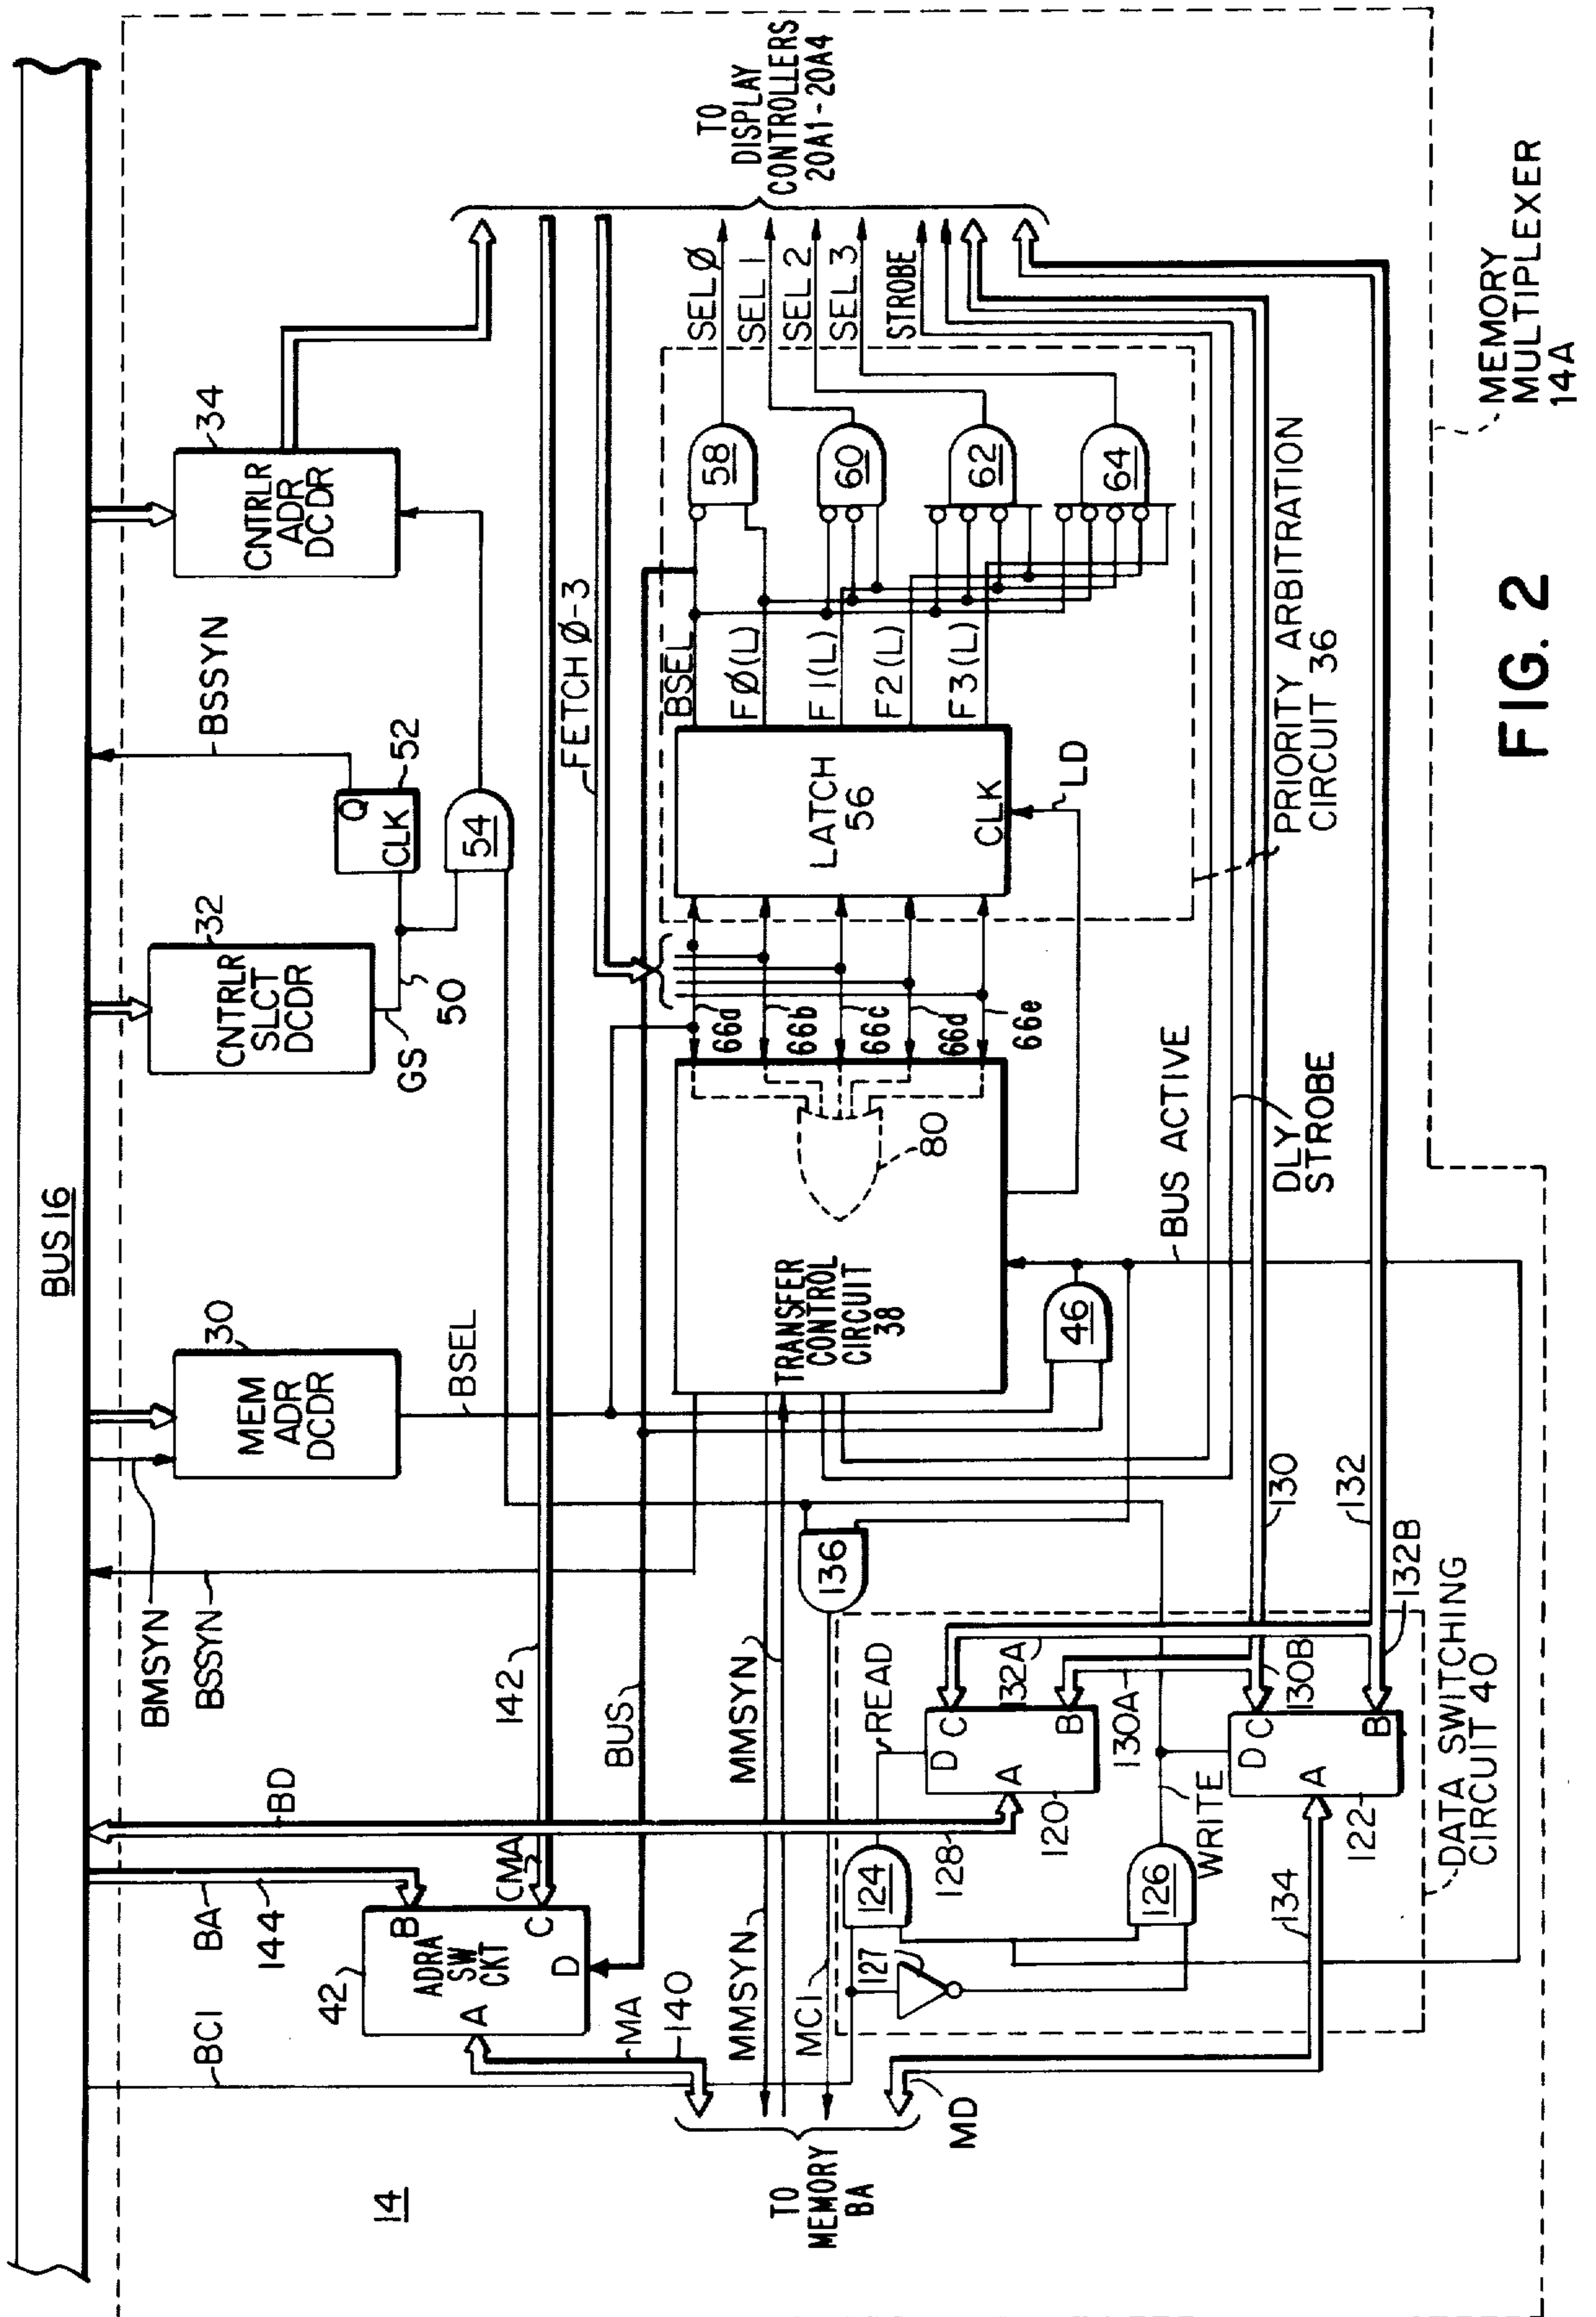 BUS 16
14
BCI
BA
144
BD
BMSYN
BSSYN
30
MEM
ADR
DCDR
BSEL
32
CNTRLR
SLCT
DCDR
GS
50
52
Q
CLK
54
BSSYN
34
CNTRLR
ADR
DCDR
42
ADRA
SW
CKT
A
B
C
D
CMA
142
MA
140
BUS
FETCH Ø-3
TO
MEMORY
8A
MMSYN
MMSYN
MCI
MD
136
TRANSFER
CONTROL
CIRCUIT
38
80
46
66a
66b
66c
66d
66e
LATCH
56
CLK
LD
BSEL
FØ(L)
F1(L)
F2(L)
F3(L)
58
60
62
64
SEL Ø
SEL 1
SEL 2
SEL 3
STROBE
TO
DISPLAY
CONTROLLERS
20A1-20A4
PRIORITY ARBITRATION
CIRCUIT 36
BUS ACTIVE
DLY
STROBE
130
132
READ
124
127
126
WRITE
128
120
D
C
B
A
132A
130A
130B
132B
134
122
D
C
B
A
DATA SWITCHING
CIRCUIT 40
MEMORY
MULTIPLEXER
14A
FIG. 2